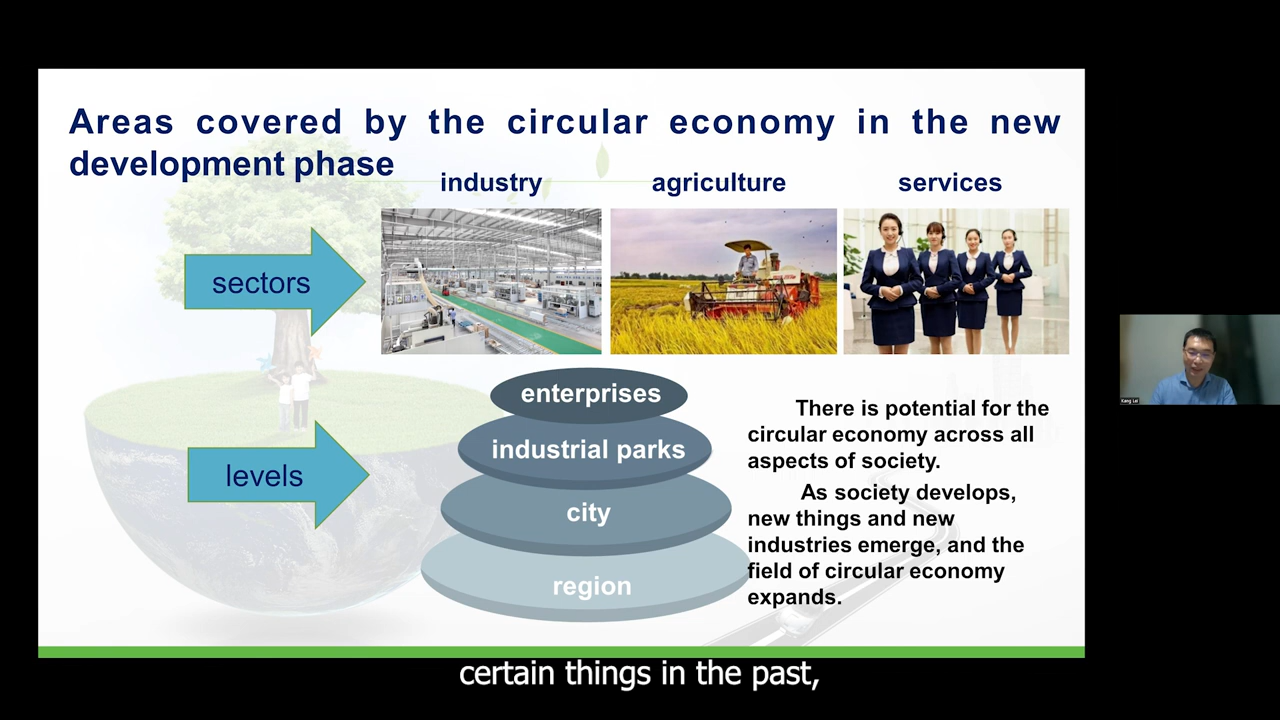 Areas covered by the circular economy in the new
development phase
industry
agriculture
services
sectors
levels
enterprises
industrial parks
city
region
There is potential for the
circular economy across all
aspects of society.
As society develops,
new things and new
industries emerge, and the
field of circular economy
expands.
Kang Lei
certain things in the past,